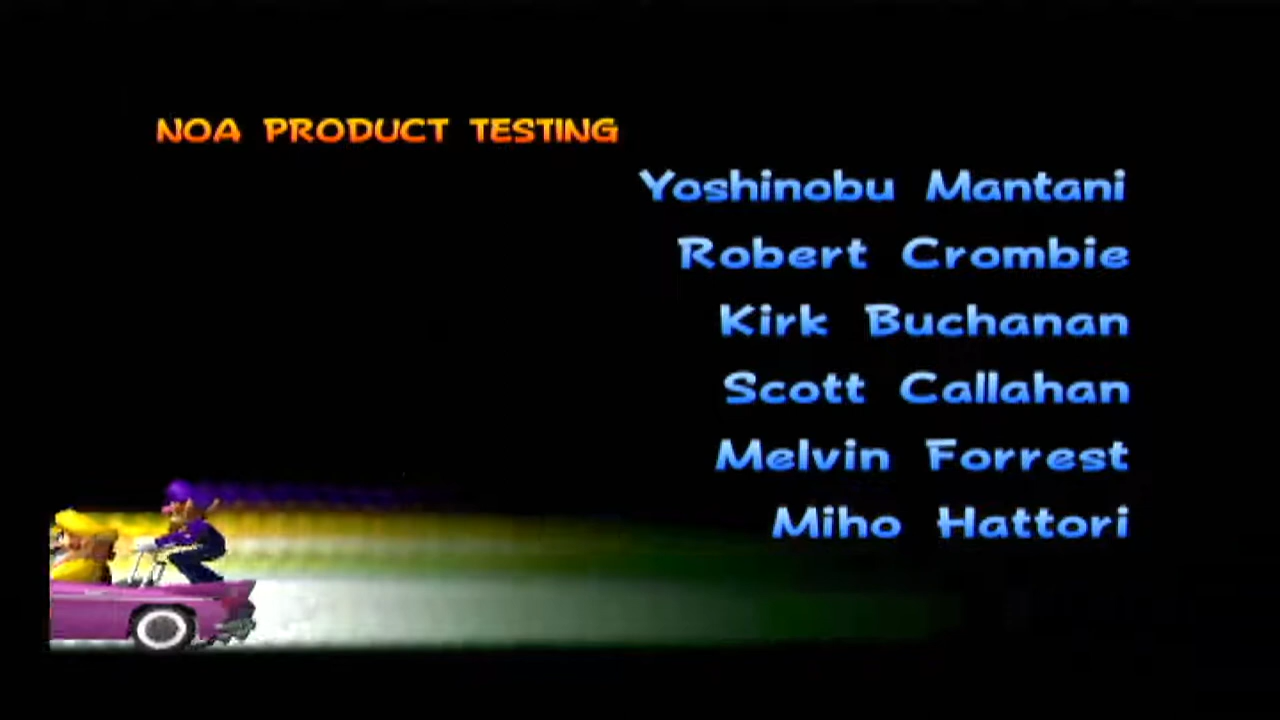 NOA PRODUCT TESTING
Yoshinobu Mantani
Robert Crombie
Kirk Buchanan
Scott Callahan
Melvin Forrest
Miho Hattori